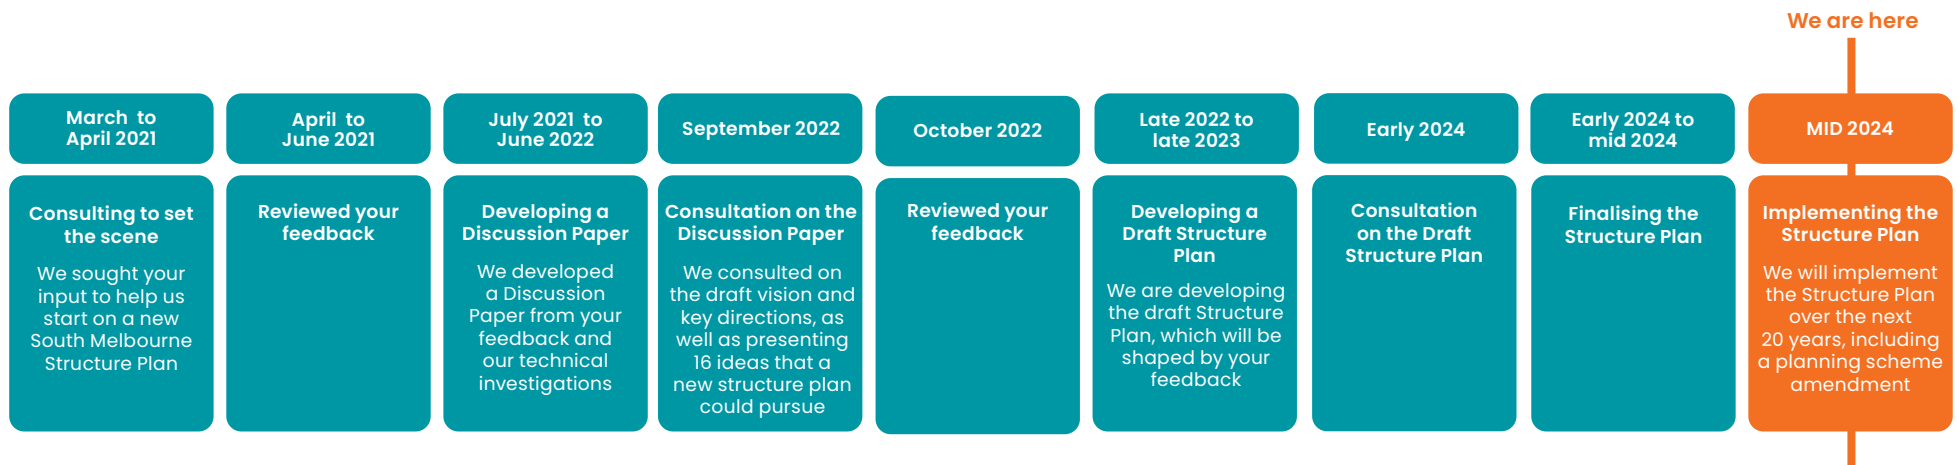 We are here
March to
April 2021
Consulting to set
the scene
We sought your
input to help us
start on a new
South Melbourne
Structure Plan
April to
June 2021
Reviewed your
feedback
July 2021 to
June 2022
Developing a
Discussion Paper
We developed
a Discussion
Paper from your
feedback and
our technical
investigations
September 2022
Consultation on the
Discussion Paper
We consulted on
the draft vision and
key directions, as
well as presenting
16 ideas that a
new structure plan
could pursue
October 2022
Reviewed your
feedback
Late 2022 to
late 2023
Developing a
Draft Structure
Plan
We are developing
the draft Structure
Plan, which will be
shaped by your
feedback
Early 2024
Consultation
on the Draft
Structure Plan
Early 2024 to
mid 2024
Finalising the
Structure Plan
MID 2024
Implementing the
Structure Plan
We will implement
the Structure Plan
over the next
20 years, including
a planning scheme
amendment